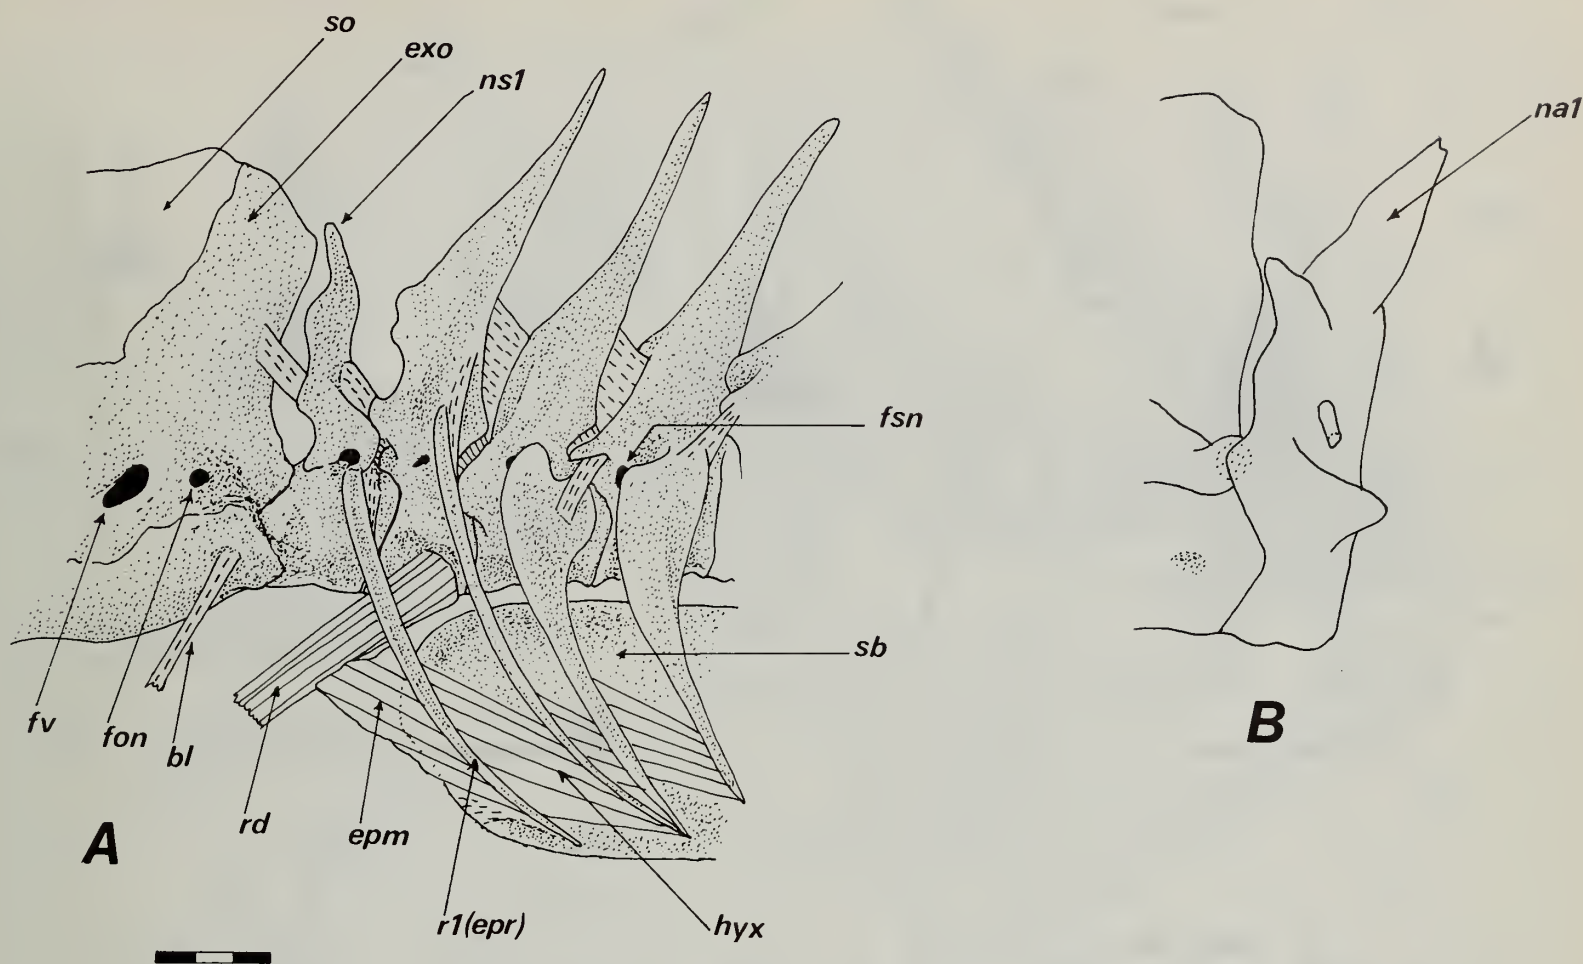 so
exo
ns1
na1
fsn
sb
fv
fon
bl
B
rd
epm
A
r1(epr)
hyx